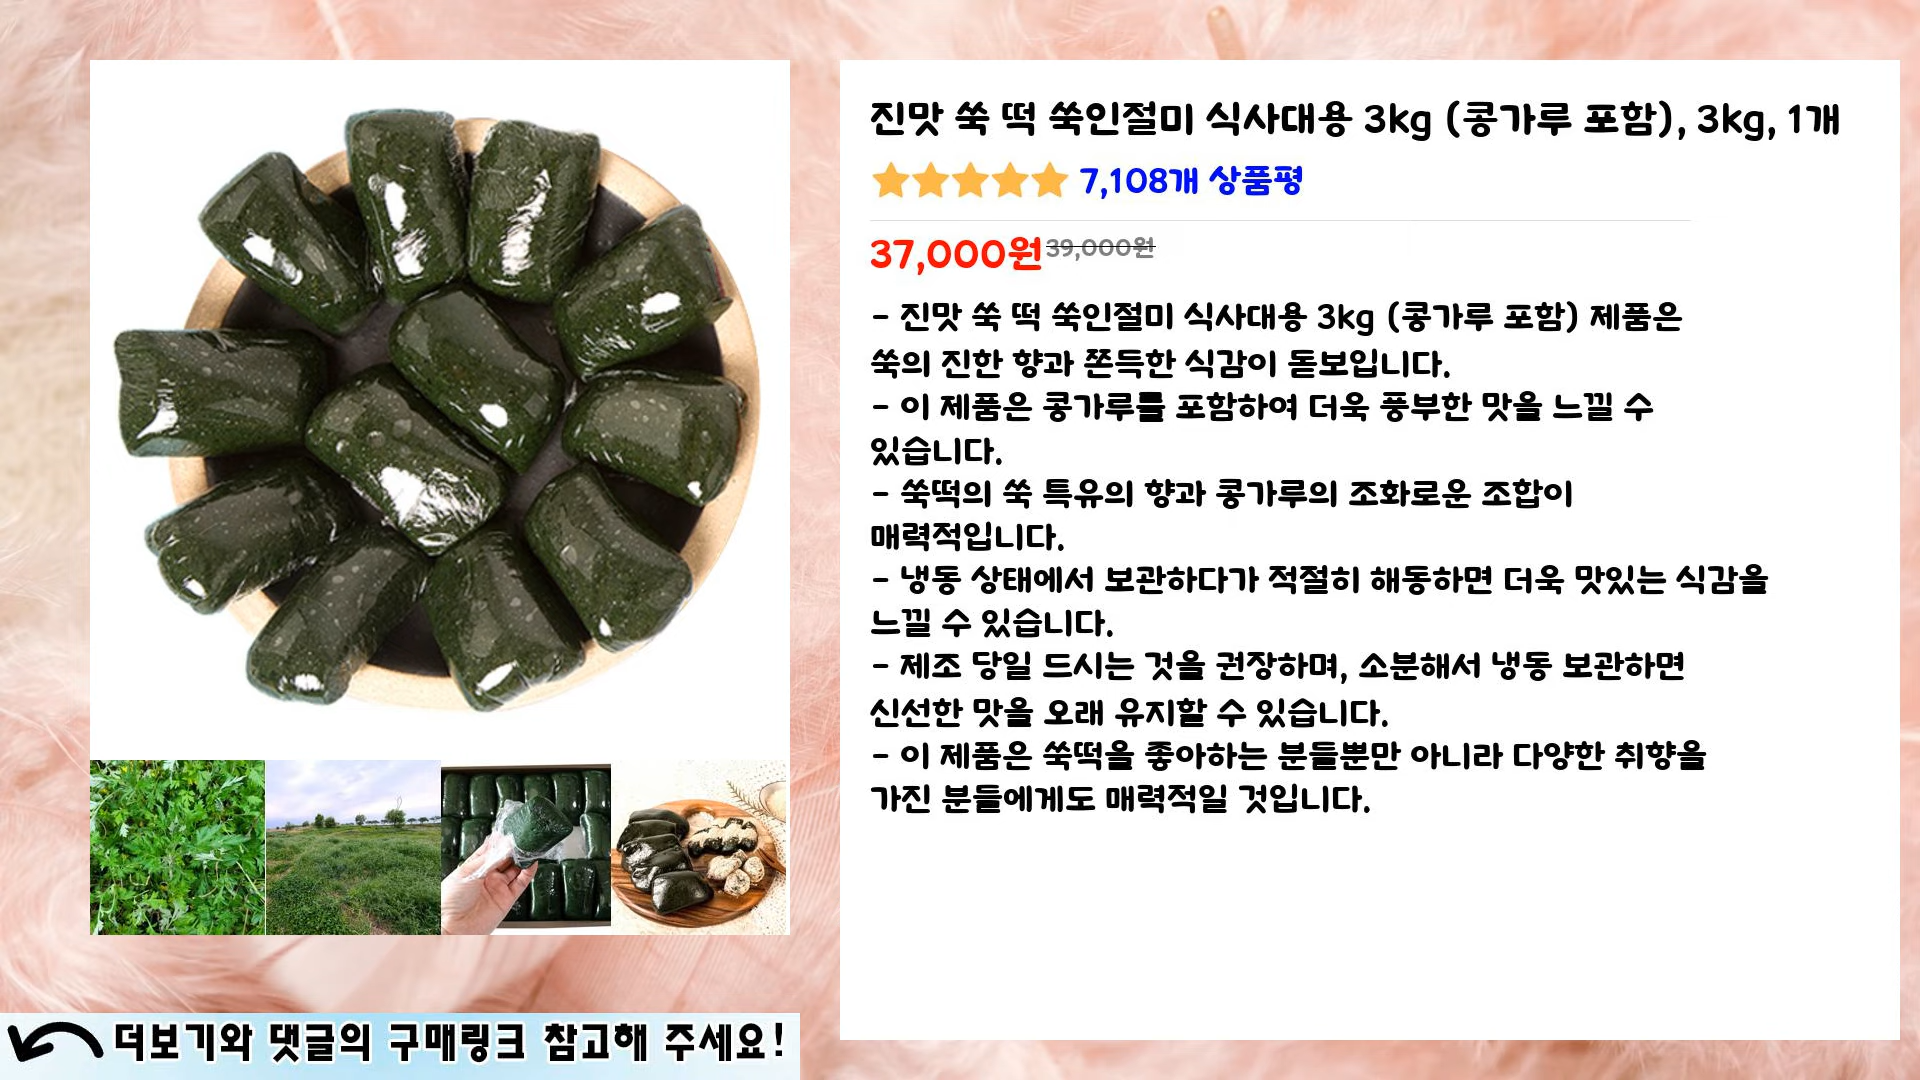 진맛 쑥 떡 쑥인절미 식사대용 3kg (콩가루 포함), 3kg, 1개
7,108개 상품평
37,000원 39,000원
- 진맛 쑥 떡 쑥인절미 식사대용 3kg (콩가루 포함) 제품은
쑥의 진한 향과 쫀득한 식감이 돋보입니다.
- 이 제품은 콩가루를 포함하여 더욱 풍부한 맛을 느낄 수
있습니다.
- 쑥떡의 쑥 특유의 향과 콩가루의 조화로운 조합이
매력적입니다.
- 냉동 상태에서 보관하다가 적절히 해동하면 더욱 맛있는 식감을
느낄 수 있습니다.
- 제조 당일 드시는 것을 권장하며, 소분해서 냉동 보관하면
신선한 맛을 오래 유지할 수 있습니다.
- 이 제품은 쑥떡을 좋아하는 분들뿐만 아니라 다양한 취향을
가진 분들에게도 매력적일 것입니다.
더보기와 댓글의 구매링크 참고해 주세요!